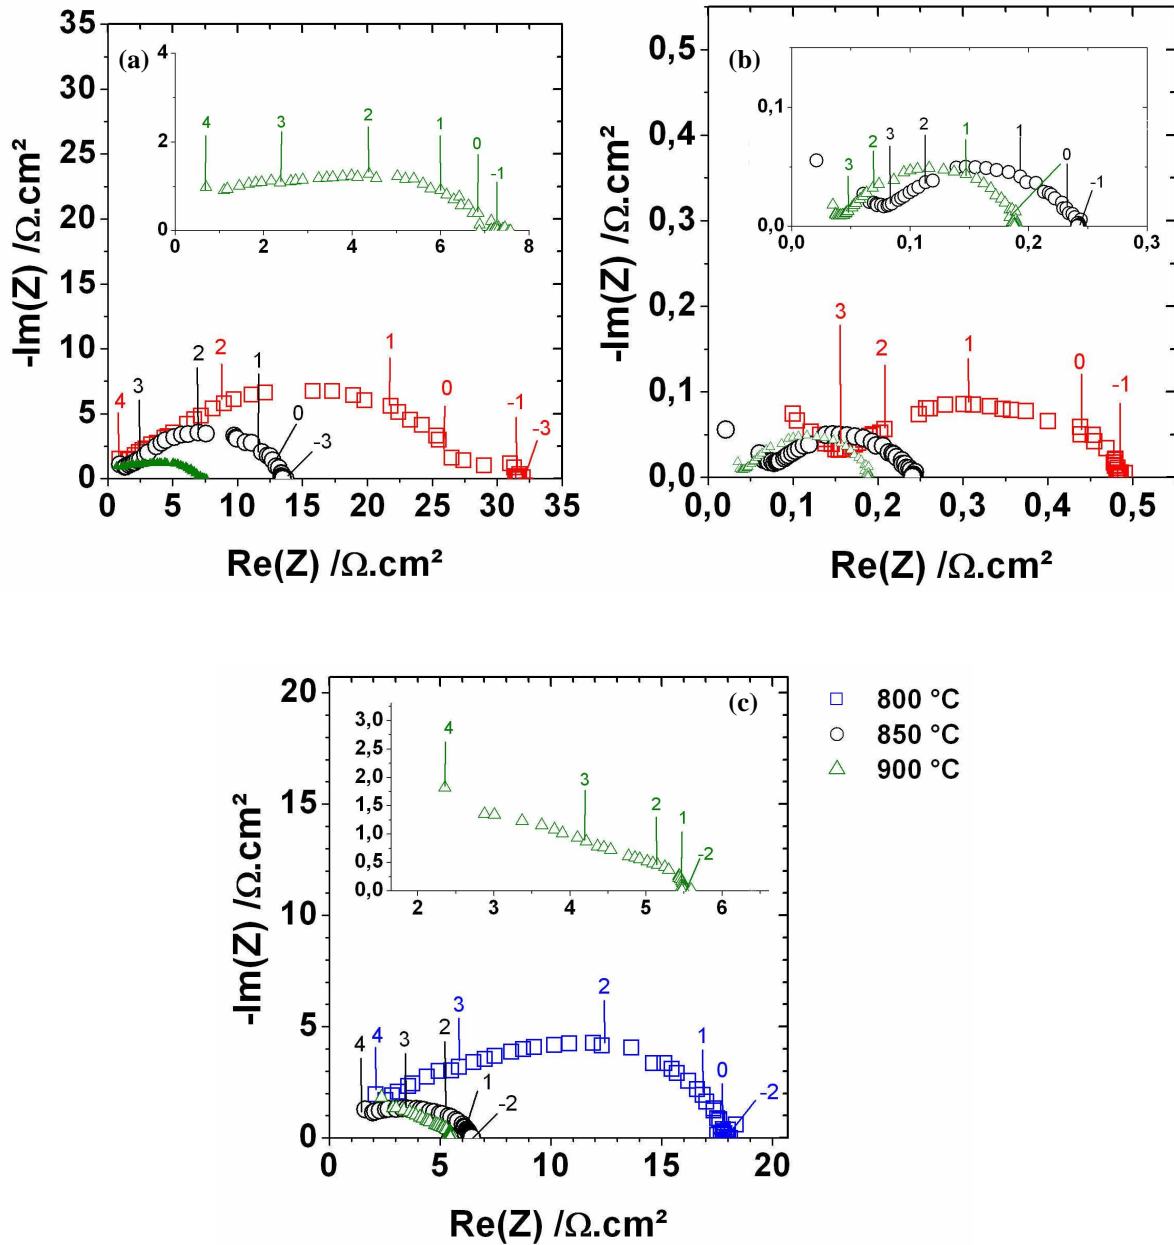 (a)
35
30
25
20
15
10
5
0
-Im(Z) /Ω.cm²
4
2
0
0 2 4 6 8
4 3 2 1 0 -1
4 3 2 2 1 1 0 0 -3 -1 -3
0 5 10 15 20 25 30 35
Re(Z) /Ω.cm²
(b)
0,5
0,4
0,3
0,2
0,1
0,0
-Im(Z) /Ω.cm²
0,1
0,0
0,0 0,1 0,2 0,3
3 2 3 2 1 1 0 -1
3 2 1 0 -1
0,0 0,1 0,2 0,3 0,4 0,5
Re(Z) /Ω.cm²
(c)
20
15
10
5
0
-Im(Z) /Ω.cm²
3,0
2,5
2,0
1,5
1,0
0,5
0,0
2 3 4 5 6
4 3 2 1 -2
4 4 3 3 2 1 -2 2 1 0 -2
0 5 10 15 20
Re(Z) /Ω.cm²
800 °C
850 °C
900 °C